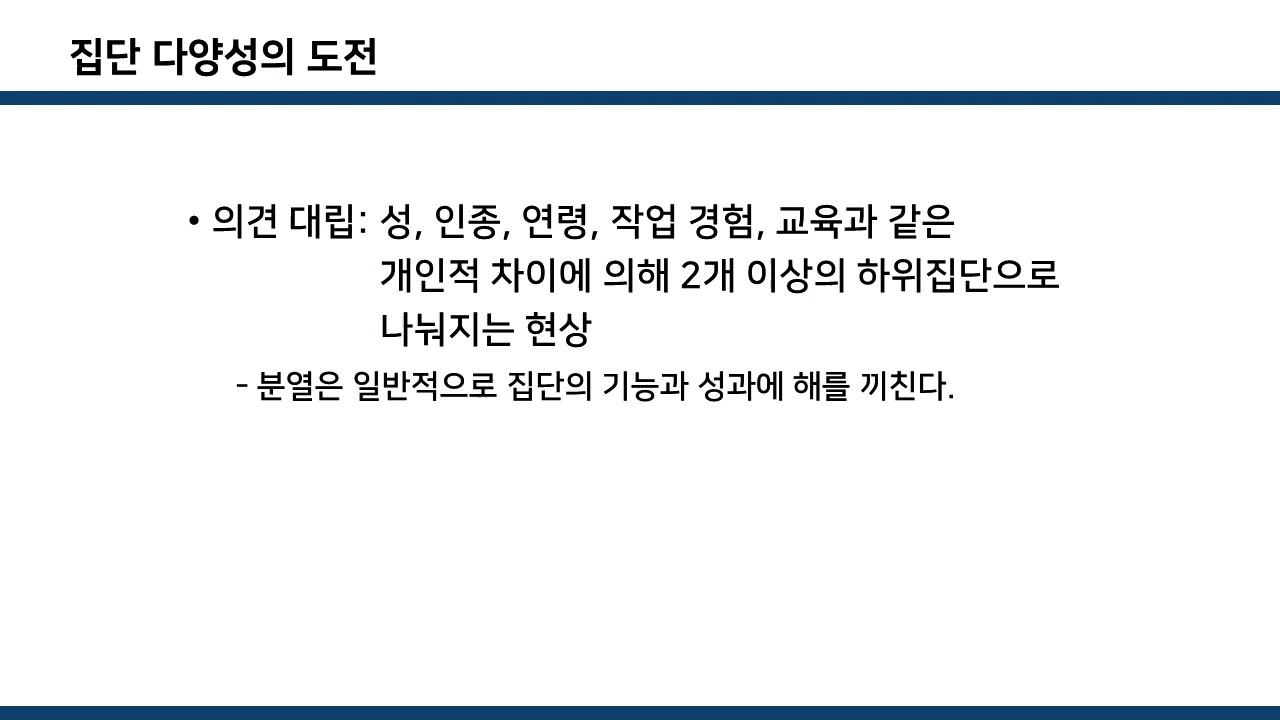 집단 다양성의 도전
• 의견 대립: 성, 인종, 연령, 작업 경험, 교육과 같은
개인적 차이에 의해 2개 이상의 하위집단으로
나눠지는 현상
- 분열은 일반적으로 집단의 기능과 성과에 해를 끼친다.